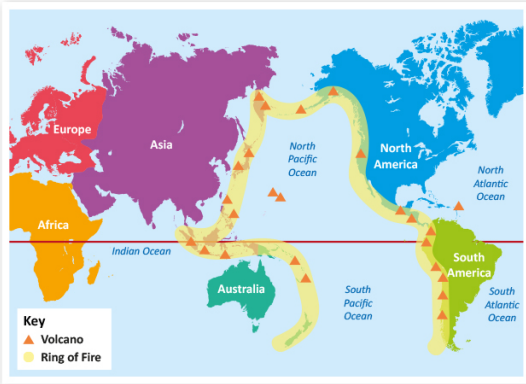 Europe
Asia
North
America
North
Pacific
Ocean
North
Atlantic
Ocean
Africa
Indian Ocean
South
America
Australia
South
Pacific
Ocean
South
Atlantic
Ocean
Key
Volcano
Ring of Fire